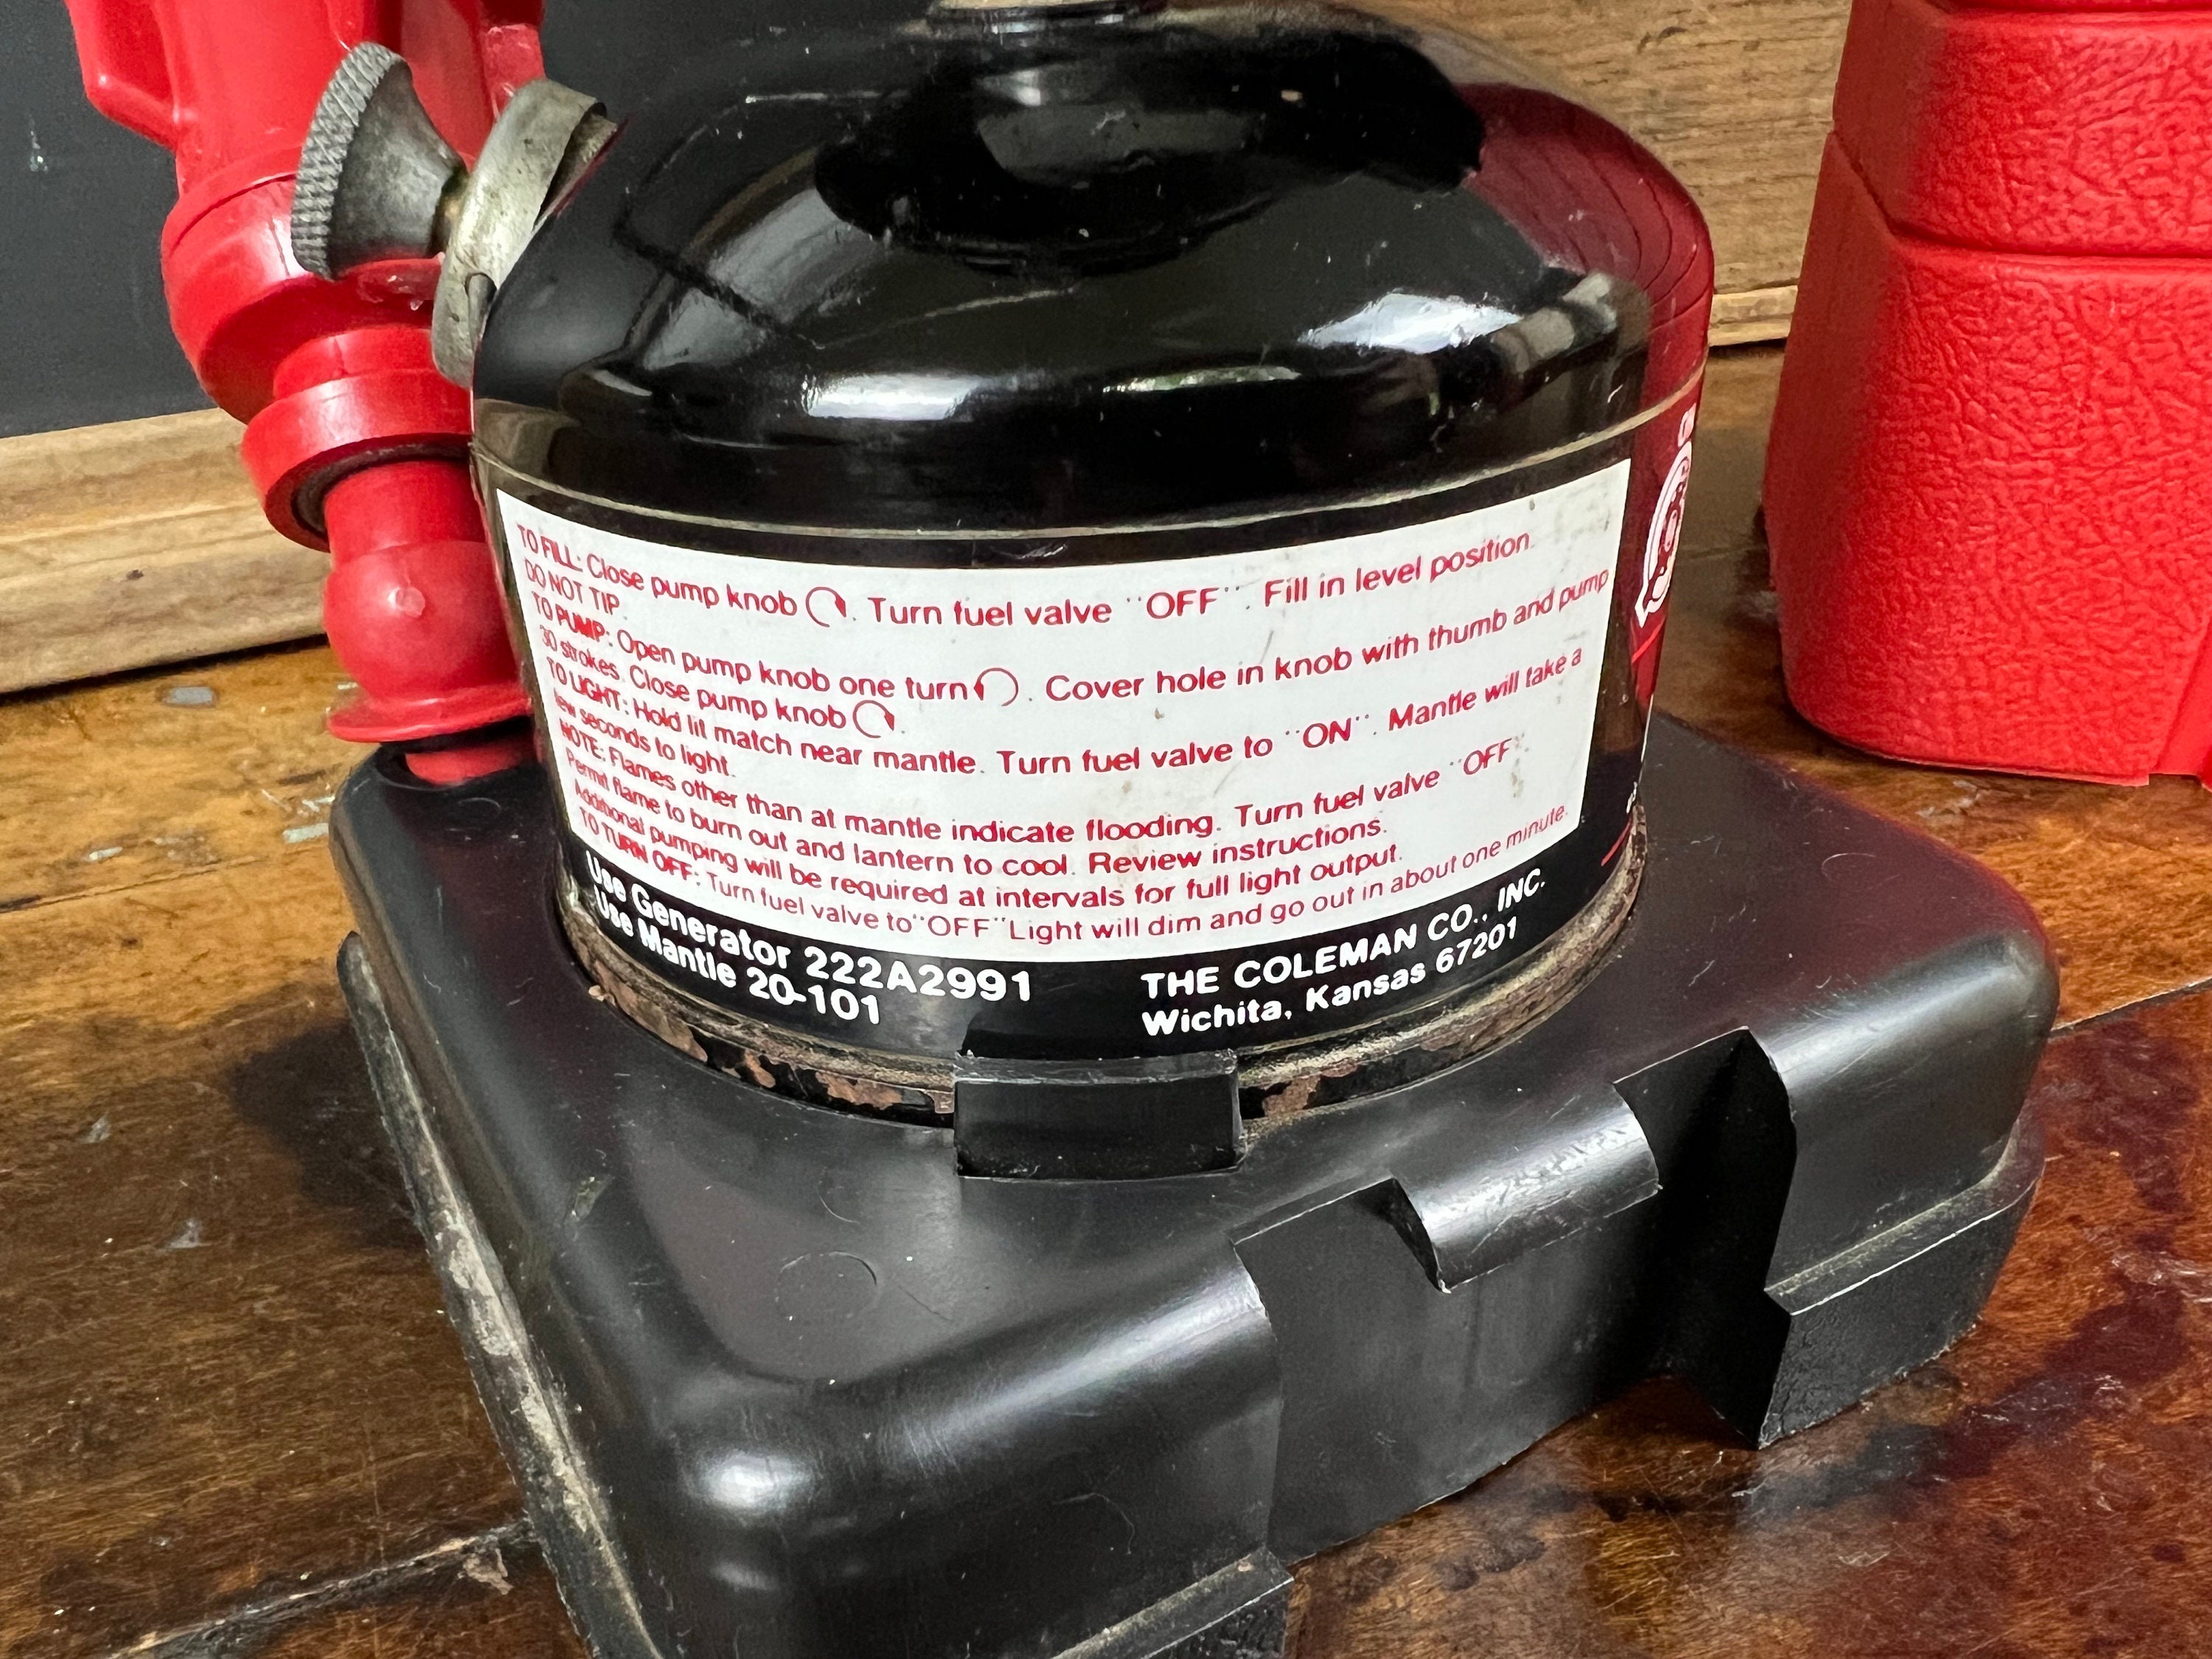 TO FILL: Close pump knob. Turn fuel valve "OFF". Fill in level position.
DO NOT TIP.
TO PUMP: Open pump knob one turn. Cover hole in knob with thumb and pump
30 strokes. Close pump knob.
TO LIGHT: Hold lit match near mantle. Turn fuel valve to "ON". Mantle will take a
few seconds to light.
NOTE: Flames other than at mantle indicate flooding. Turn fuel valve "OFF"
Permit flame to burn out and lantern to cool. Review instructions.
Additional pumping will be required at intervals for full light output.
TO TURN OFF: Turn fuel valve to "OFF" Light will dim and go out in about one minute.
Use Generator 222A2991
Use Mantle 20-101
THE COLEMAN CO., INC.
Wichita, Kansas 67201